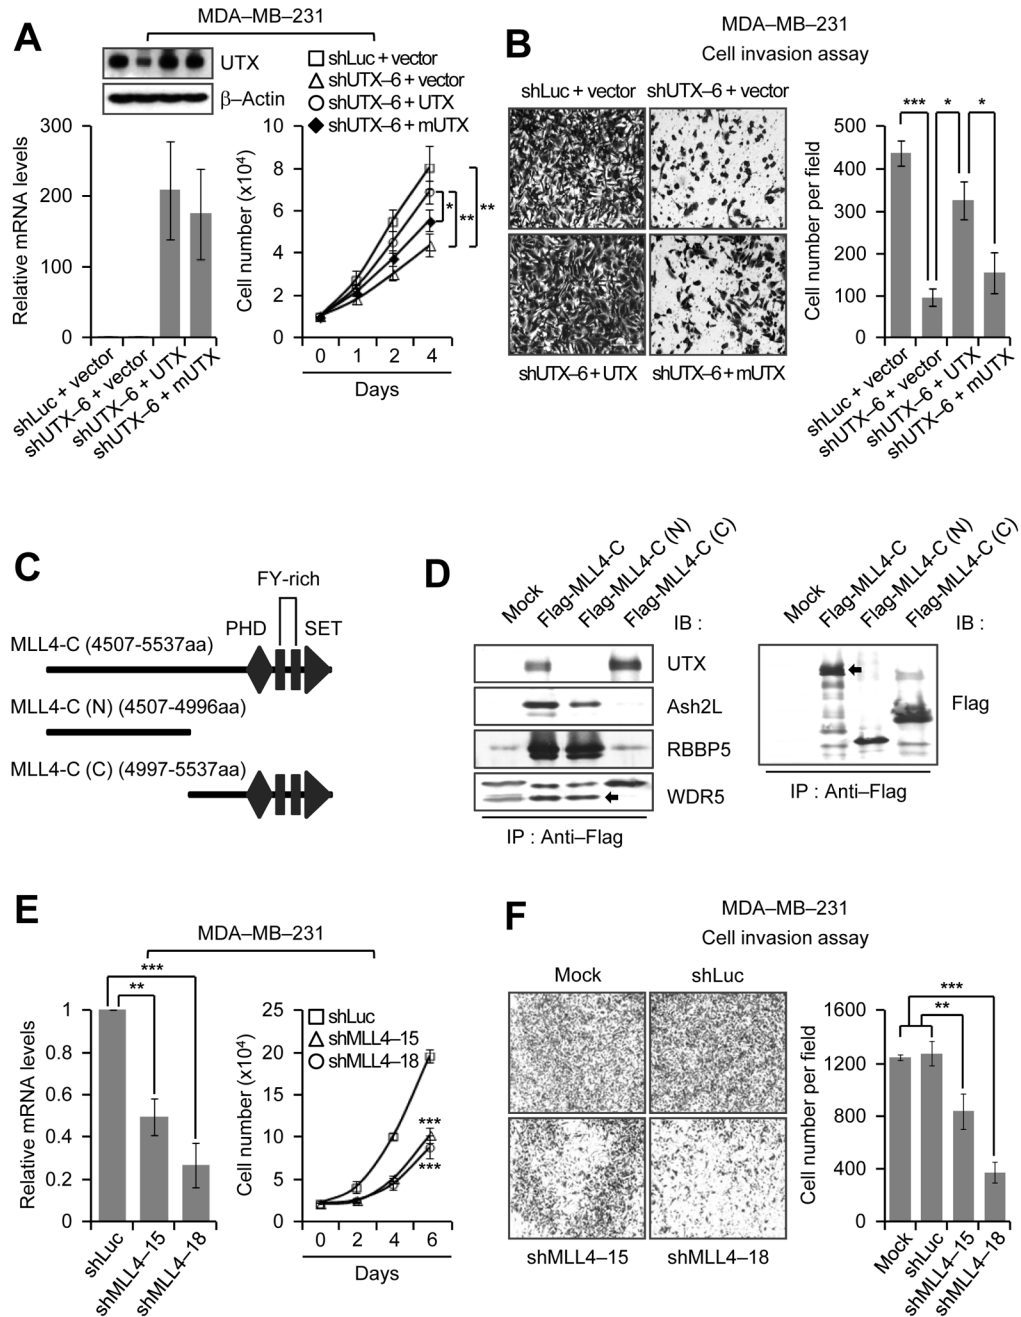 A
MDA–MB–231
UTX
β–Actin
shLuc + vector
shUTX–6 + vector
shUTX–6 + UTX
shUTX–6 + mUTX
Relative mRNA levels
300
200
100
0
shLuc + vector
shUTX–6 + vector
shUTX–6 + UTX
shUTX–6 + mUTX
Cell number (x10⁴)
10
8
6
4
2
0
* ** **
0 1 2 4
Days
B
MDA–MB–231
Cell invasion assay
shLuc + vector shUTX–6 + vector
shUTX–6 + UTX shUTX–6 + mUTX
*** * *
Cell number per field
500
400
300
200
100
0
shLuc + vector
shUTX–6 + vector
shUTX–6 + UTX
shUTX–6 + mUTX
C
FY-rich
PHD SET
MLL4-C (4507-5537aa)
MLL4-C (N) (4507-4996aa)
MLL4-C (C) (4997-5537aa)
D
Mock
Flag-MLL4-C
Flag-MLL4-C (N)
Flag-MLL4-C (C)
IB :
UTX
Ash2L
RBBP5
WDR5
IP : Anti–Flag
Mock
Flag-MLL4-C
Flag-MLL4-C (N)
Flag-MLL4-C (C)
IB :
Flag
IP : Anti–Flag
E
MDA–MB–231
***
**
Relative mRNA levels
1
0.8
0.6
0.4
0.2
0
shLuc
shMLL4–15
shMLL4–18
Cell number (x10⁴)
25
20
15
10
5
0
shLuc
shMLL4–15
shMLL4–18
***
***
0 2 4 6
Days
F
MDA–MB–231
Cell invasion assay
Mock shLuc
shMLL4–15 shMLL4–18
***
**
Cell number per field
1600
1200
800
400
0
Mock
shLuc
shMLL4–15
shMLL4–18